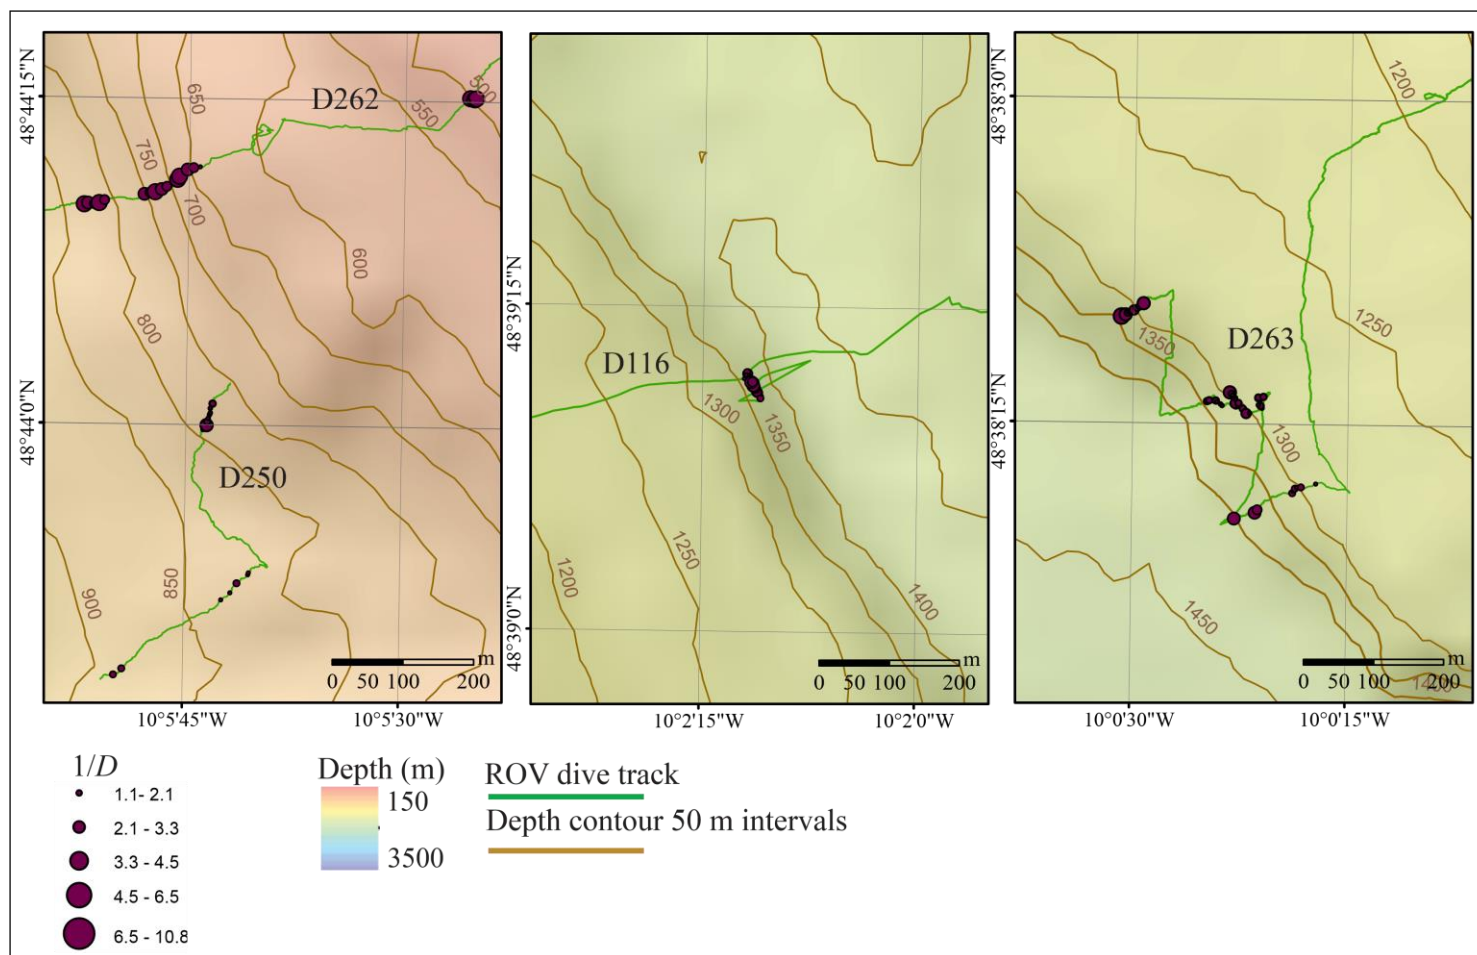 48°44'15"N
48°44'0"N
D262
D250
500
550
650
750
700
600
800
850
900
m
0 50 100 200
10°5'45"W 10°5'30"W
48°39'15"N
48°39'0"N
D116
1300
1350
1250
1200
1400
m
0 50 100 200
10°2'15"W 10°2'0"W
48°38'30"N
48°38'15"N
D263
1200
1250
1350
1300
1450
1400
m
0 50 100 200
10°0'30"W 10°0'15"W
1/D
1.1- 2.1
2.1 - 3.3
3.3 - 4.5
4.5 - 6.5
6.5 - 10.8
Depth (m)
150
3500
ROV dive track
Depth contour 50 m intervals